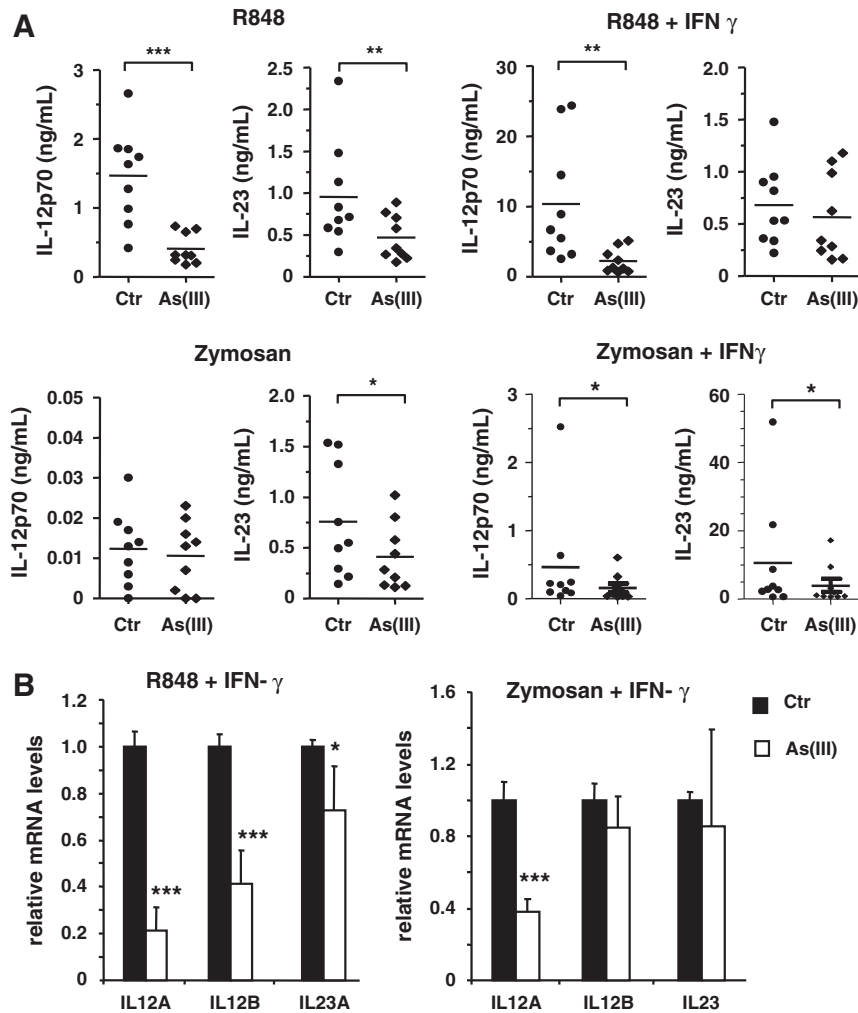 A
R848
R848 + IFN γ
***
**
**
IL-12p70 (ng/mL)
3
2
1
0
Ctr As(III)
IL-23 (ng/mL)
2.5
2.0
1.5
1.0
0.5
0
Ctr As(III)
IL-12p70 (ng/mL)
30
20
10
0
Ctr As(III)
IL-23 (ng/mL)
2.0
1.5
1.0
0.5
0
Ctr As(III)
Zymosan
Zymosan + IFNγ
*
*
*
IL-12p70 (ng/mL)
0.05
0.04
0.03
0.02
0.01
0
Ctr As(III)
IL-23 (ng/mL)
2.0
1.5
1.0
0.5
0
Ctr As(III)
IL-12p70 (ng/mL)
3
2
1
0
Ctr As(III)
IL-23 (ng/mL)
60
40
20
0
Ctr As(III)
B
R848 + IFN- γ
relative mRNA levels
1.2
1.0
0.8
0.6
0.4
0.2
0
***
***
*
IL12A IL12B IL23A
Zymosan + IFN- γ
relative mRNA levels
1.6
1.2
0.8
0.4
0
***
IL12A IL12B IL23
Ctr
As(III)